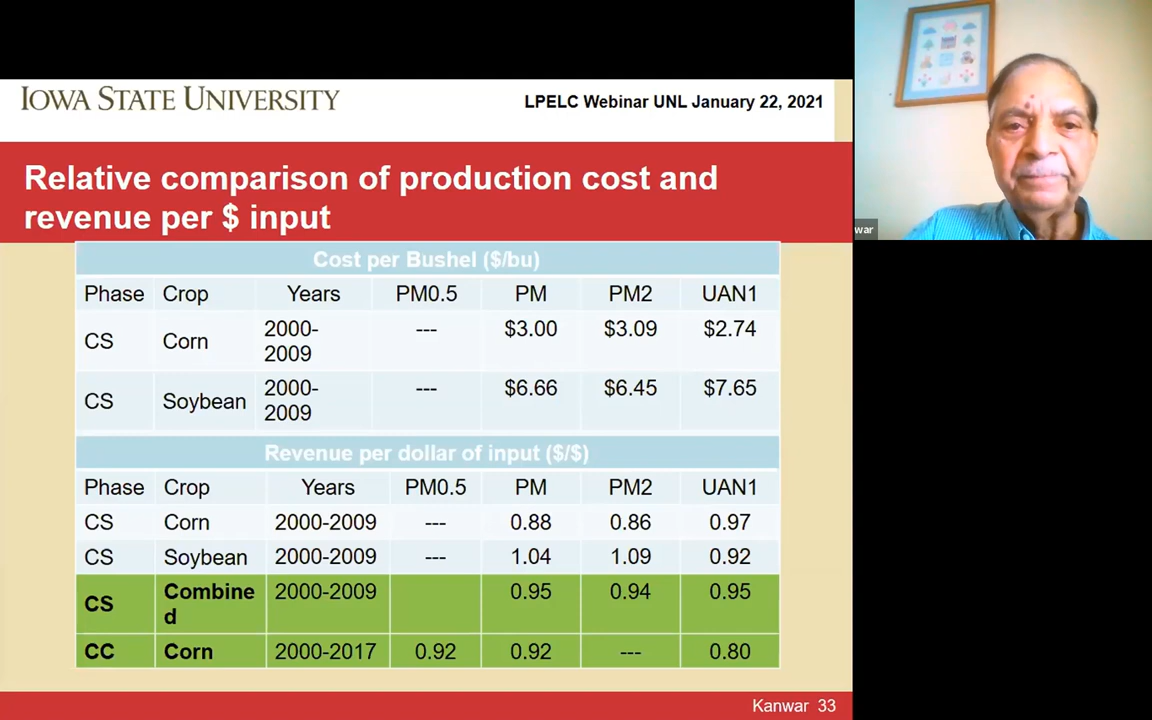 IOWA STATE UNIVERSITY
LPELC Webinar UNL January 22, 2021
Relative comparison of production cost and
revenue per $ input
Cost per Bushel ($/bu)
Phase Crop Years PM0.5 PM PM2 UAN1
CS Corn 2000-
2009 --- $3.00 $3.09 $2.74
CS Soybean 2000-
2009 --- $6.66 $6.45 $7.65
Revenue per dollar of input ($/$)
Phase Crop Years PM0.5 PM PM2 UAN1
CS Corn 2000-2009 --- 0.88 0.86 0.97
CS Soybean 2000-2009 --- 1.04 1.09 0.92
CS Combine
d 2000-2009 0.95 0.94 0.95
CC Corn 2000-2017 0.92 0.92 --- 0.80
Kanwar 33
war